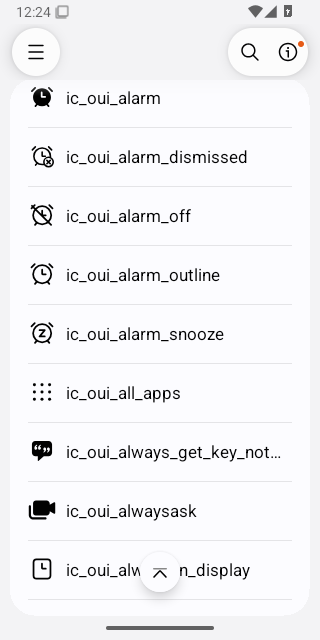 12:24
ic_oui_alarm
ic_oui_alarm_dismissed
ic_oui_alarm_off
ic_oui_alarm_outline
ic_oui_alarm_snooze
ic_oui_all_apps
ic_oui_always_get_key_not...
ic_oui_alwaysask